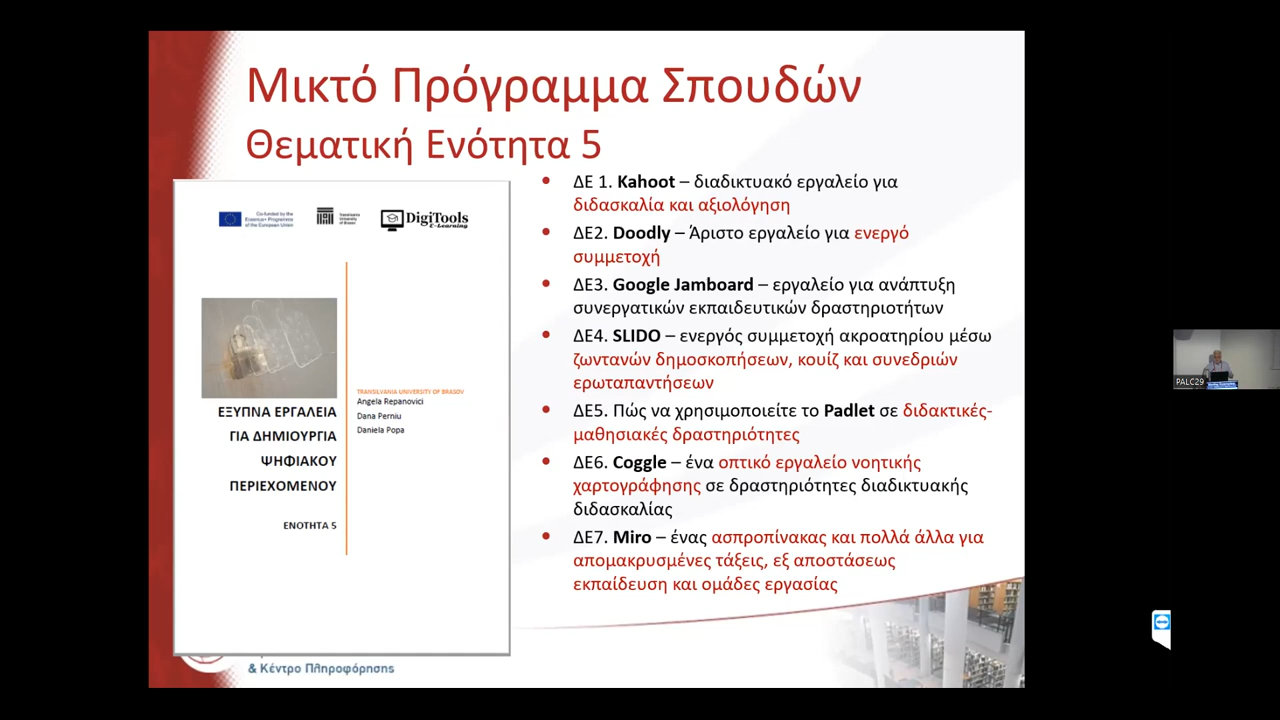 Μικτό Πρόγραμμα Σπουδών
Θεματική Ενότητα 5
Co-funded by the
Erasmus+ Programme
of the European Union
Transilvania
University
of Brasov
DigiTools
E-Learning
ΕΞΥΠΝΑ ΕΡΓΑΛΕΙΑ
ΓΙΑ ΔΗΜΙΟΥΡΓΙΑ
ΨΗΦΙΑΚΟΥ
ΠΕΡΙΕΧΟΜΕΝΟΥ
ΕΝΟΤΗΤΑ 5
TRANSILVANIA UNIVERSITY OF BRASOV
Angela Repanovici
Dana Perniu
Daniela Popa
& Κέντρο Πληροφόρησης
• ΔΕ 1. Kahoot – διαδικτυακό εργαλείο για
διδασκαλία και αξιολόγηση
• ΔΕ2. Doodly – Άριστο εργαλείο για ενεργό
συμμετοχή
• ΔΕ3. Google Jamboard – εργαλείο για ανάπτυξη
συνεργατικών εκπαιδευτικών δραστηριοτήτων
• ΔΕ4. SLIDO – ενεργός συμμετοχή ακροατηρίου μέσω
ζωντανών δημοσκοπήσεων, κουίζ και συνεδριών
ερωταπαντήσεων
• ΔΕ5. Πώς να χρησιμοποιείτε το Padlet σε διδακτικές-
μαθησιακές δραστηριότητες
• ΔΕ6. Coggle – ένα οπτικό εργαλείο νοητικής
χαρτογράφησης σε δραστηριότητες διαδικτυακής
διδασκαλίας
• ΔΕ7. Miro – ένας ασπροπίνακας και πολλά άλλα για
απομακρυσμένες τάξεις, εξ αποστάσεως
εκπαίδευση και ομάδες εργασίας
PALC29